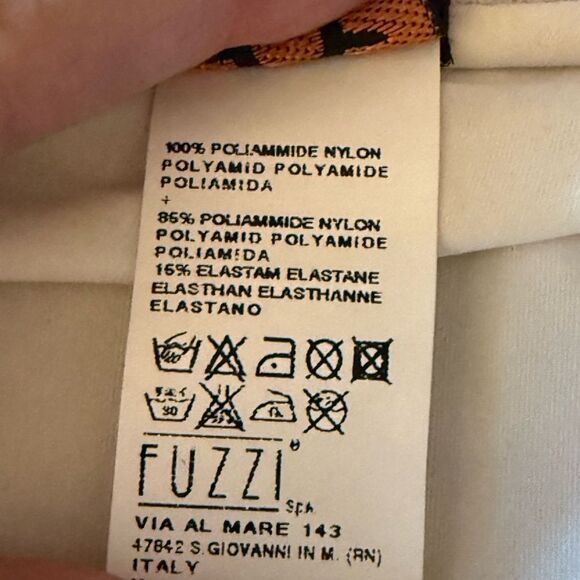 100% POLIAMMIDE NYLON
POLYAMID POLYAMIDE
POLIAMIDA
+
85% POLIAMMIDE NYLON
POLYAMID POLYAMIDE
POLIAMIDA
15% ELASTAM ELASTANE
ELASTHAN ELASTHANNE
ELASTANO
30
FUZZI®
SpA
VIA AL MARE 143
47842 S.GIOVANNI IN M. (RN)
ITALY